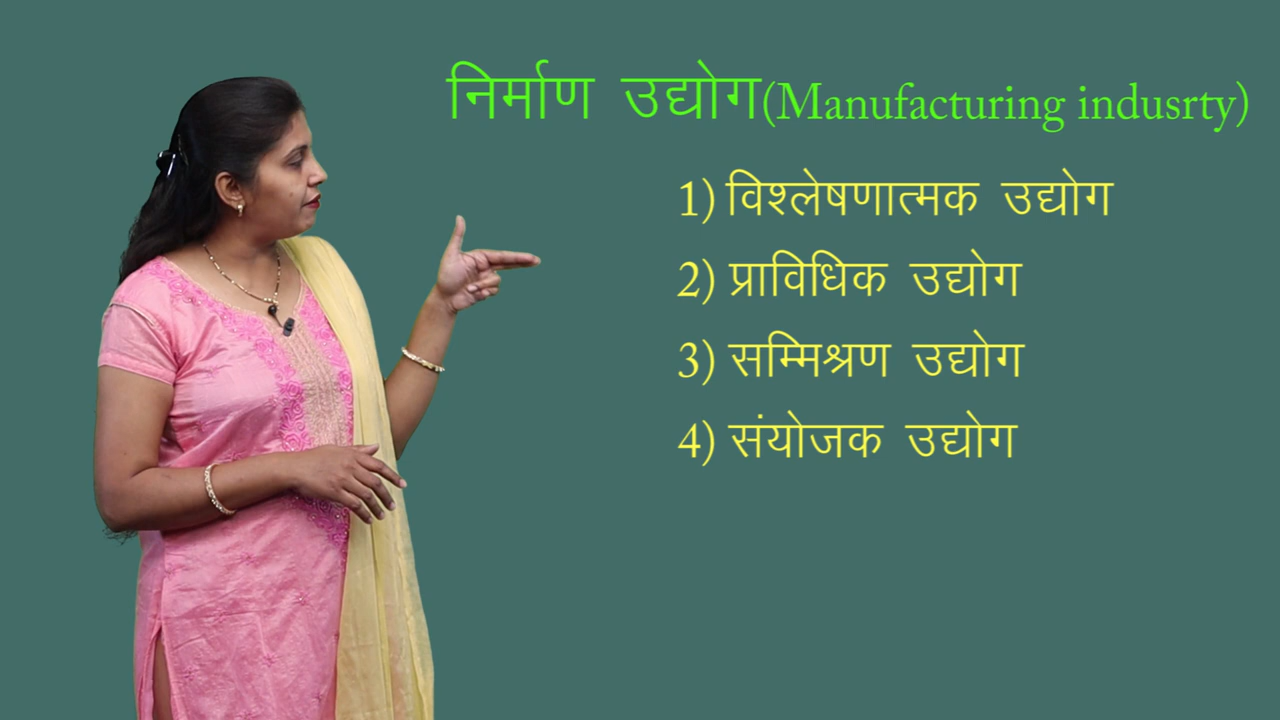 निर्माण उद्योग(Manufacturing indusrty)
1) विश्लेषणात्मक उद्योग
2) प्राविधिक उद्योग
3) सम्मिश्रण उद्योग
4) संयोजक उद्योग